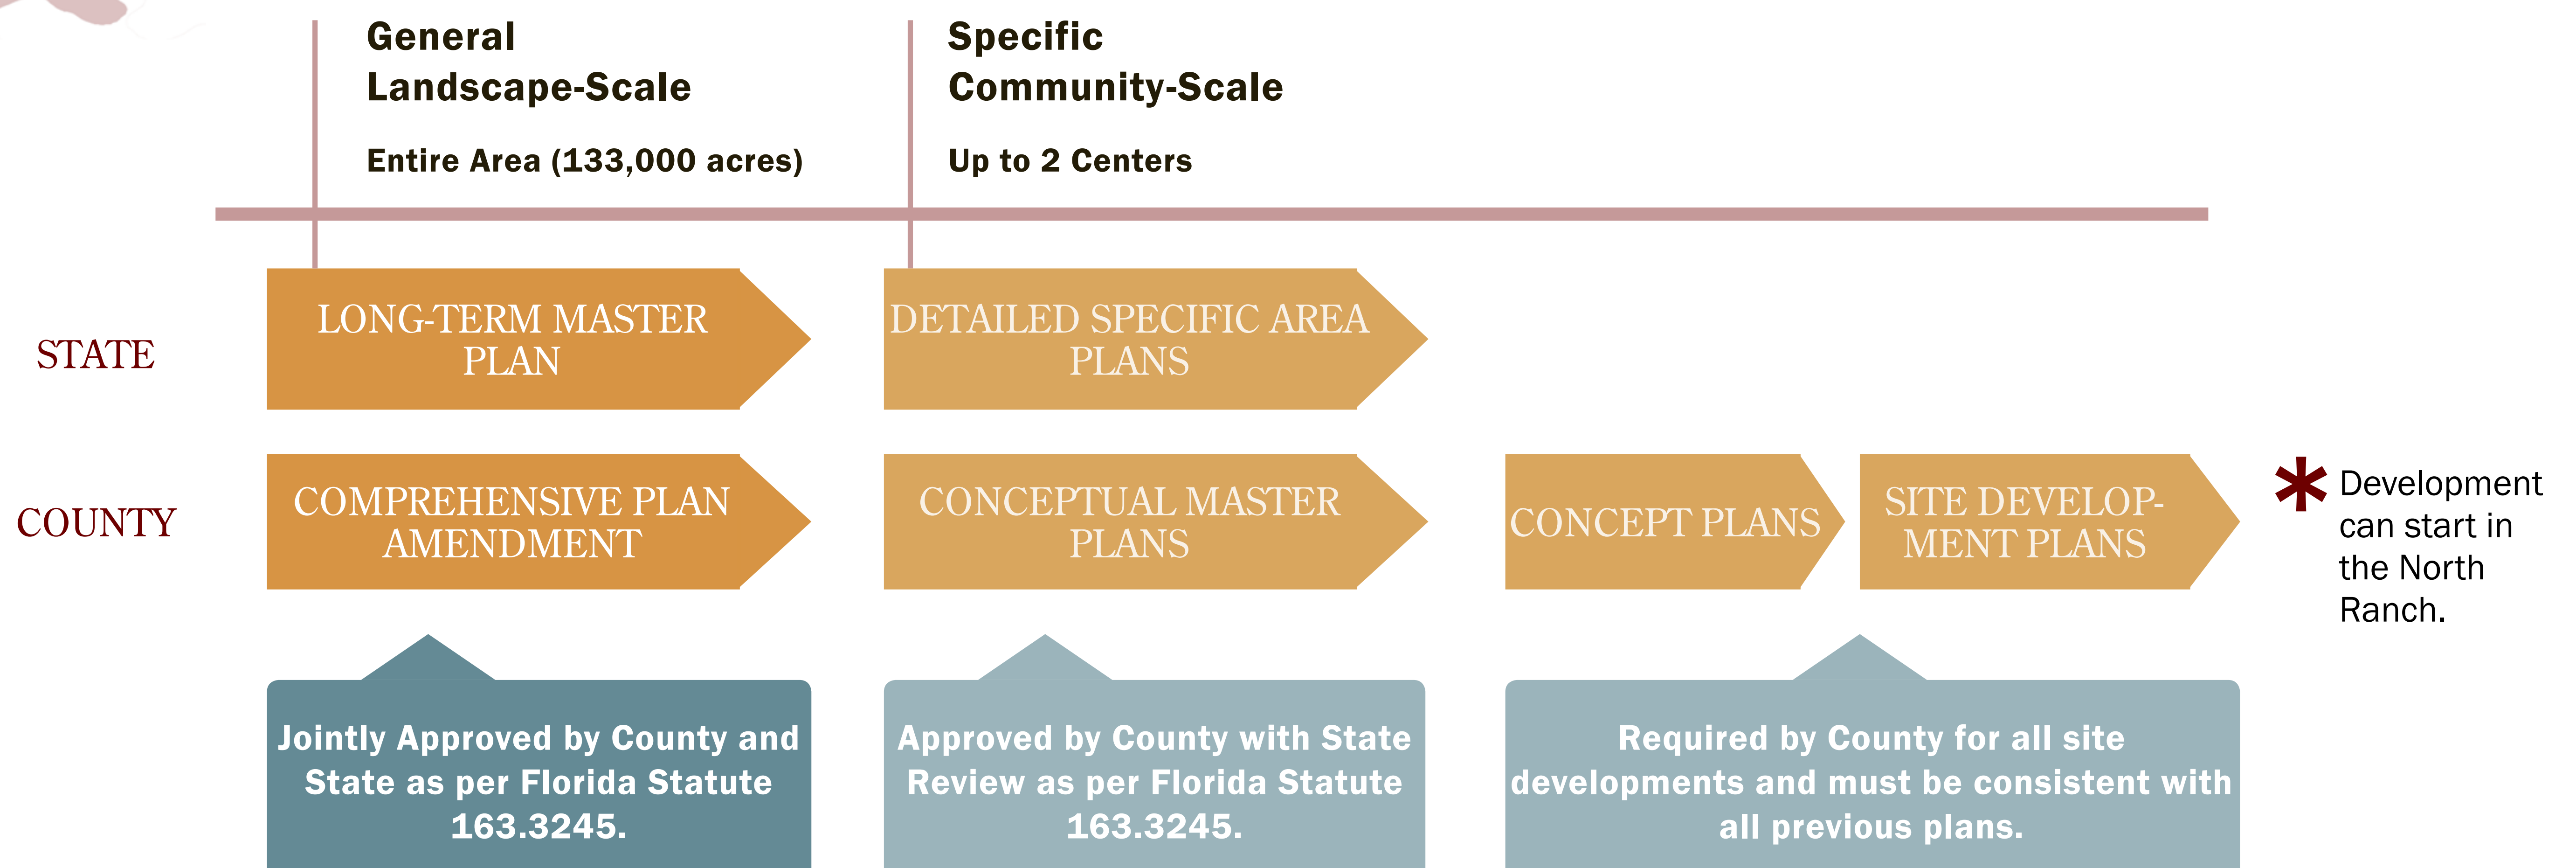 General
Landscape-Scale
Entire Area (133,000 acres)
Specific
Community-Scale
Up to 2 Centers
STATE
LONG-TERM MASTER
PLAN
DETAILED SPECIFIC AREA
PLANS
COUNTY
COMPREHENSIVE PLAN
AMENDMENT
CONCEPTUAL MASTER
PLANS
CONCEPT PLANS
SITE DEVELOP-
MENT PLANS
* Development
can start in
the North
Ranch.
Jointly Approved by County and
State as per Florida Statute
163.3245.
Approved by County with State
Review as per Florida Statute
163.3245.
Required by County for all site
developments and must be consistent with
all previous plans.